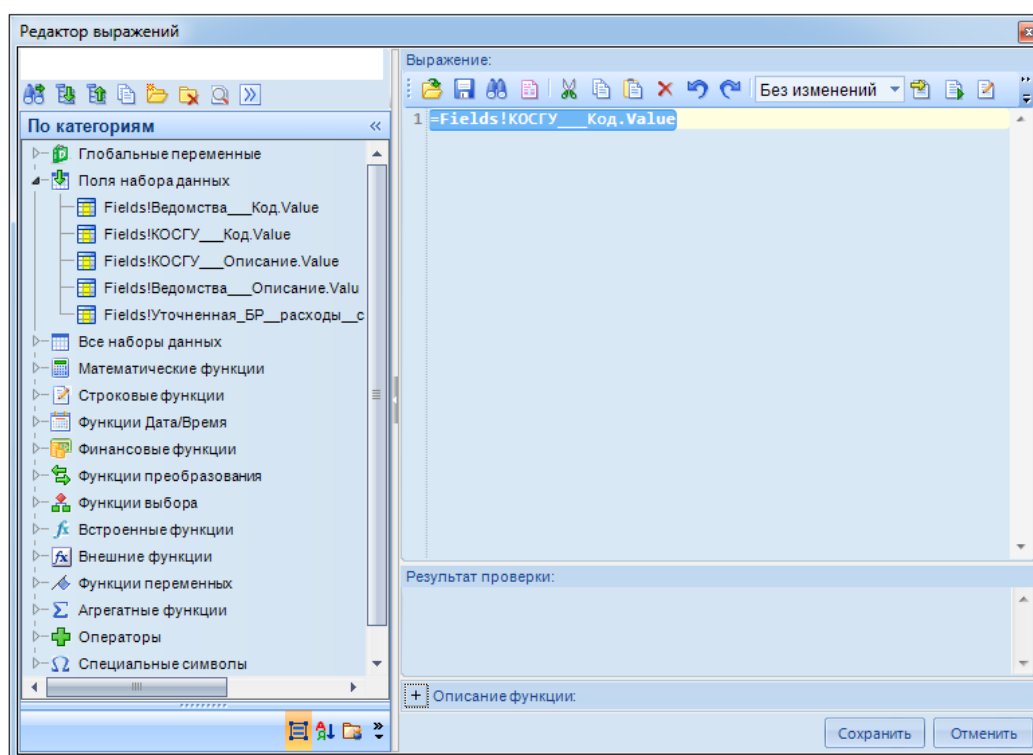 Редактор выражений
По категориям
Глобальные переменные
Поля набора данных
Fields!Ведомства___Код.Value
Fields!КОСГУ___Код.Value
Fields!КОСГУ___Описание.Value
Fields!Ведомства___Описание.Valu
Fields!Уточненная_БР__расходы__с
Все наборы данных
Математические функции
Строковые функции
Функции Дата/Время
Финансовые функции
Функции преобразования
Функции выбора
Встроенные функции
Внешние функции
Функции переменных
Агрегатные функции
Операторы
Специальные символы
Выражение:
Без изменений
1 =Fields!КОСГУ___Код.Value
Результат проверки:
Описание функции:
Сохранить
Отменить